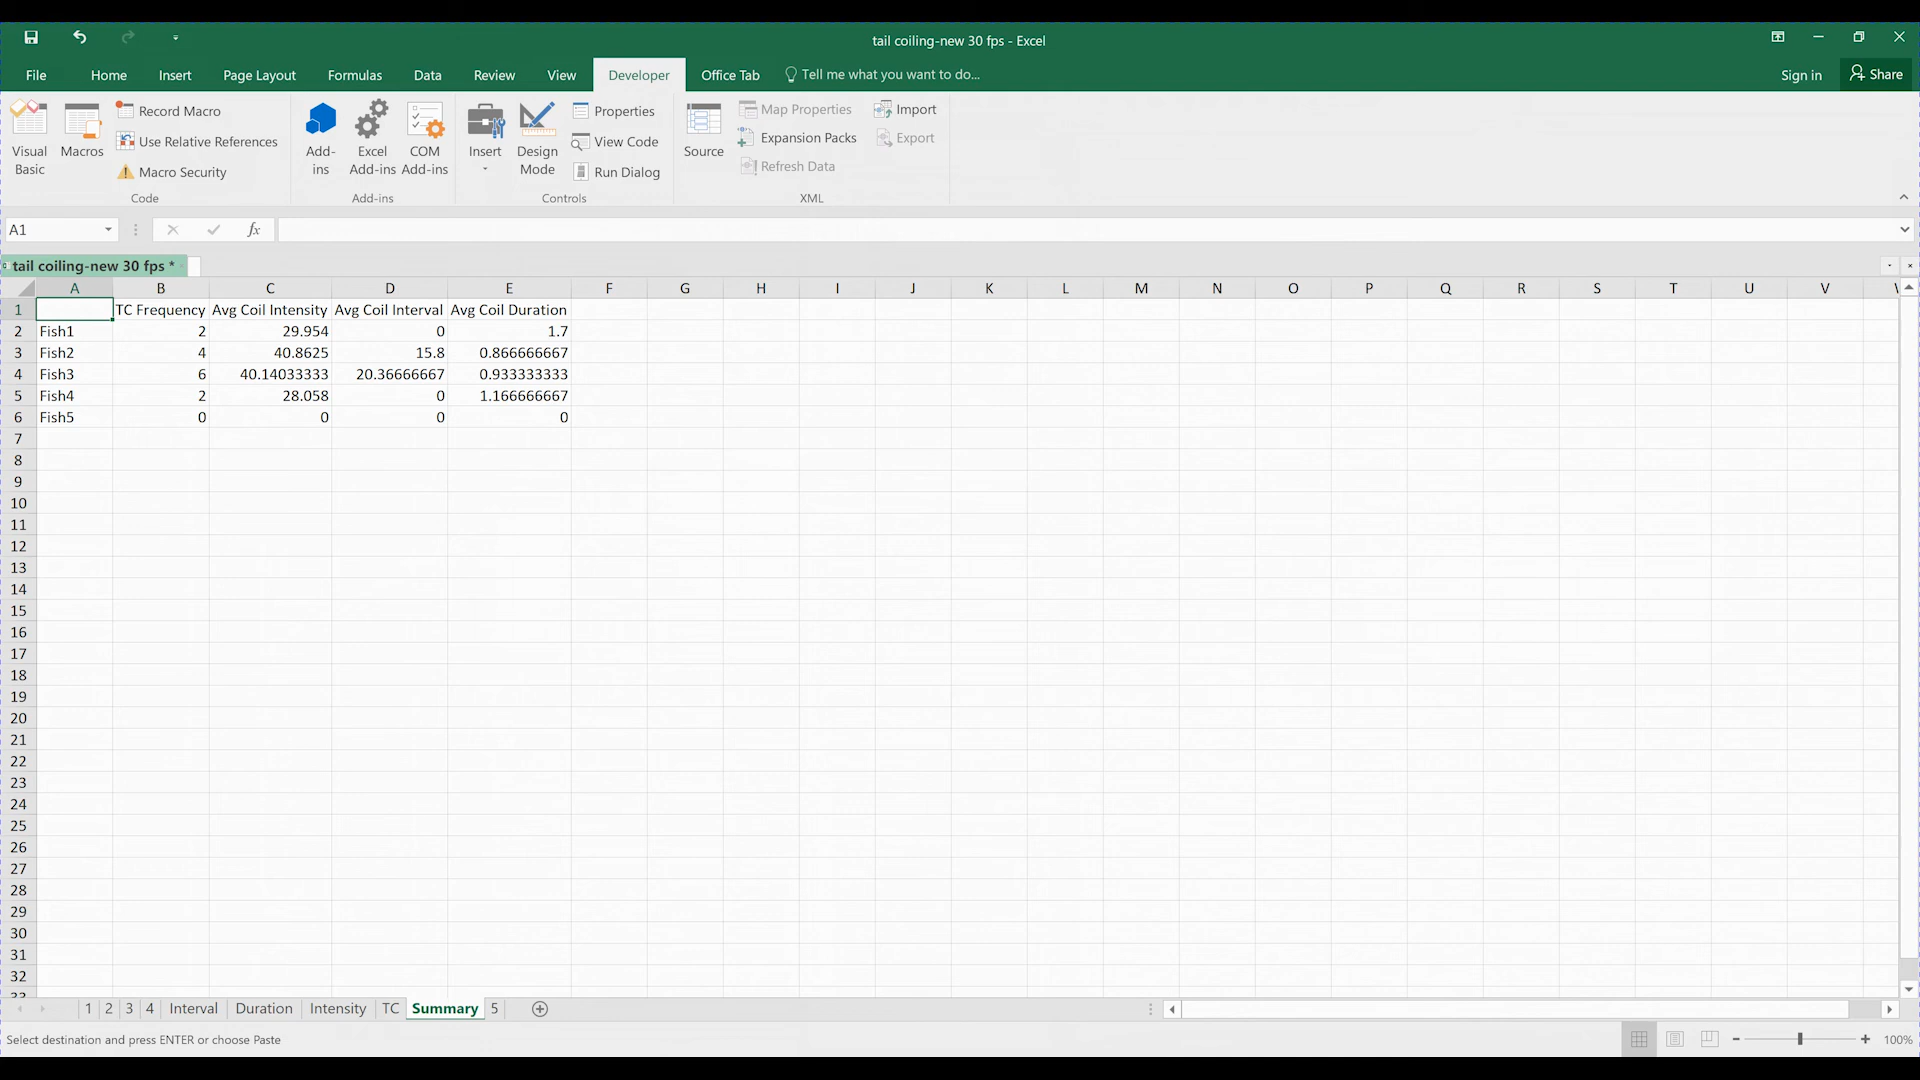 tail coiling-new 30 fps - Excel
File Home Insert Page Layout Formulas Data Review View Developer Office Tab Tell me what you want to do... Sign in Share
Visual Basic
Macros
Record Macro
Use Relative References
Macro Security
Code
Add-ins
Excel Add-ins
COM Add-ins
Add-ins
Insert
Design Mode
Properties
View Code
Run Dialog
Controls
Source
Map Properties
Expansion Packs
Refresh Data
Import
Export
XML
A1 fx
tail coiling-new 30 fps *
A B C D E F G H I J K L M N O P Q R S T U V
1 TC Frequency Avg Coil Intensity Avg Coil Interval Avg Coil Duration
2 Fish1 2 29.954 0 1.7
3 Fish2 4 40.8625 15.8 0.866666667
4 Fish3 6 40.14033333 20.36666667 0.933333333
5 Fish4 2 28.058 0 1.166666667
6 Fish5 0 0 0 0
7
8
9
10
11
12
13
14
15
16
17
18
19
20
21
22
23
24
25
26
27
28
29
30
31
32
33
1 2 3 4 Interval Duration Intensity TC Summary 5
Select destination and press ENTER or choose Paste 100%